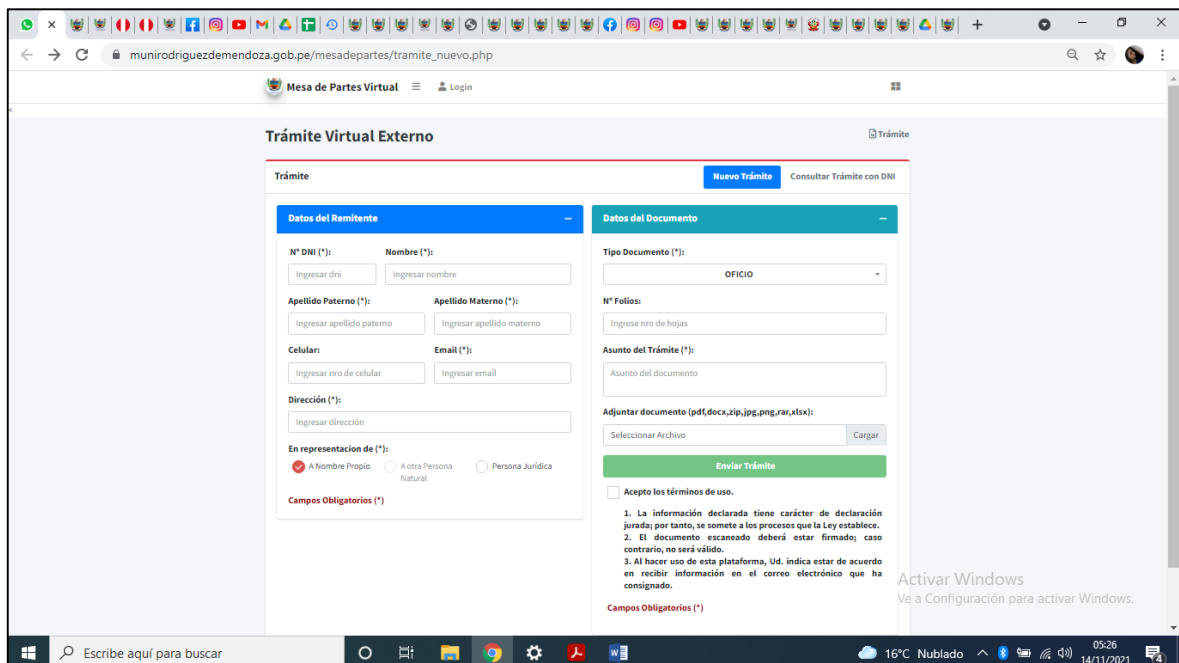 munirodriguezdemendoza.gob.pe/mesadepartes/tramite_nuevo.php
Mesa de Partes Virtual
Login
Trámite Virtual Externo
Trámite
Trámite
Nuevo Trámite
Consultar Trámite con DNI
Datos del Remitente
N° DNI (*):
Nombre (*):
Ingresar dni
Ingresar nombre
Apellido Paterno (*):
Apellido Materno (*):
Ingresar apellido paterno
Ingresar apellido materno
Celular:
Email (*):
Ingresar nro de celular
Ingresar email
Dirección (*):
Ingresar dirección
En representacion de (*):
A Nombre Propio
A otra Persona
Natural
Persona Jurídica
Campos Obligatorios (*)
Datos del Documento
Tipo Documento (*):
OFICIO
N° Folios:
Ingrese nro de hojas
Asunto del Trámite (*):
Asunto del documento
Adjuntar documento (pdf,docx,zip,jpg,png,rar,xlsx):
Seleccionar Archivo
Cargar
Enviar Trámite
Acepto los términos de uso.
1. La información declarada tiene carácter de declaración
jurada; por tanto, se somete a los procesos que la Ley establece.
2. El documento escaneado deberá estar firmado; caso
contrario, no será válido.
3. Al hacer uso de esta plataforma, Ud. indica estar de acuerdo
en recibir información en el correo electrónico que ha
consignado.
Campos Obligatorios (*)
Activar Windows
Ve a Configuración para activar Windows.
Escribe aquí para buscar
16°C Nublado
05:26
14/11/2021
4